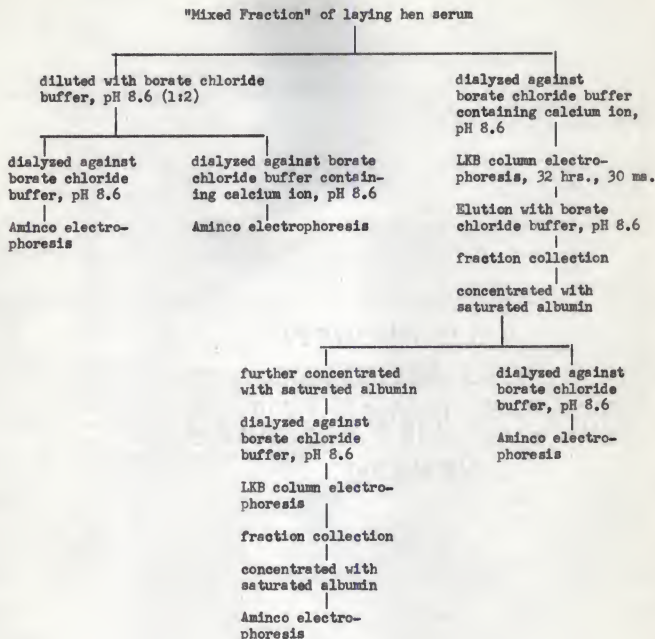 "Mixed Fraction" of laying hen serum
diluted with borate chloride
buffer, pH 8.6 (1:2)
dialyzed against
borate chloride
buffer, pH 8.6
Aminco electro-
phoresis
dialyzed against borate
chloride buffer contain-
ing calcium ion, pH 8.6
Aminco electrophoresis
dialyzed against
borate chloride buffer
containing calcium ion,
pH 8.6
LKB column electro-
phoresis, 32 hrs., 30 ma.
Elution with borate
chloride buffer, pH 8.6
fraction collection
concentrated with
saturated albumin
further concentrated
with saturated albumin
dialyzed against
borate chloride
buffer, pH 8.6
LKB column electro-
phoresis
fraction collection
concentrated with
saturated albumin
Aminco electro-
phoresis
dialyzed against
borate chloride
buffer, pH 8.6
Aminco electro-
phoresis